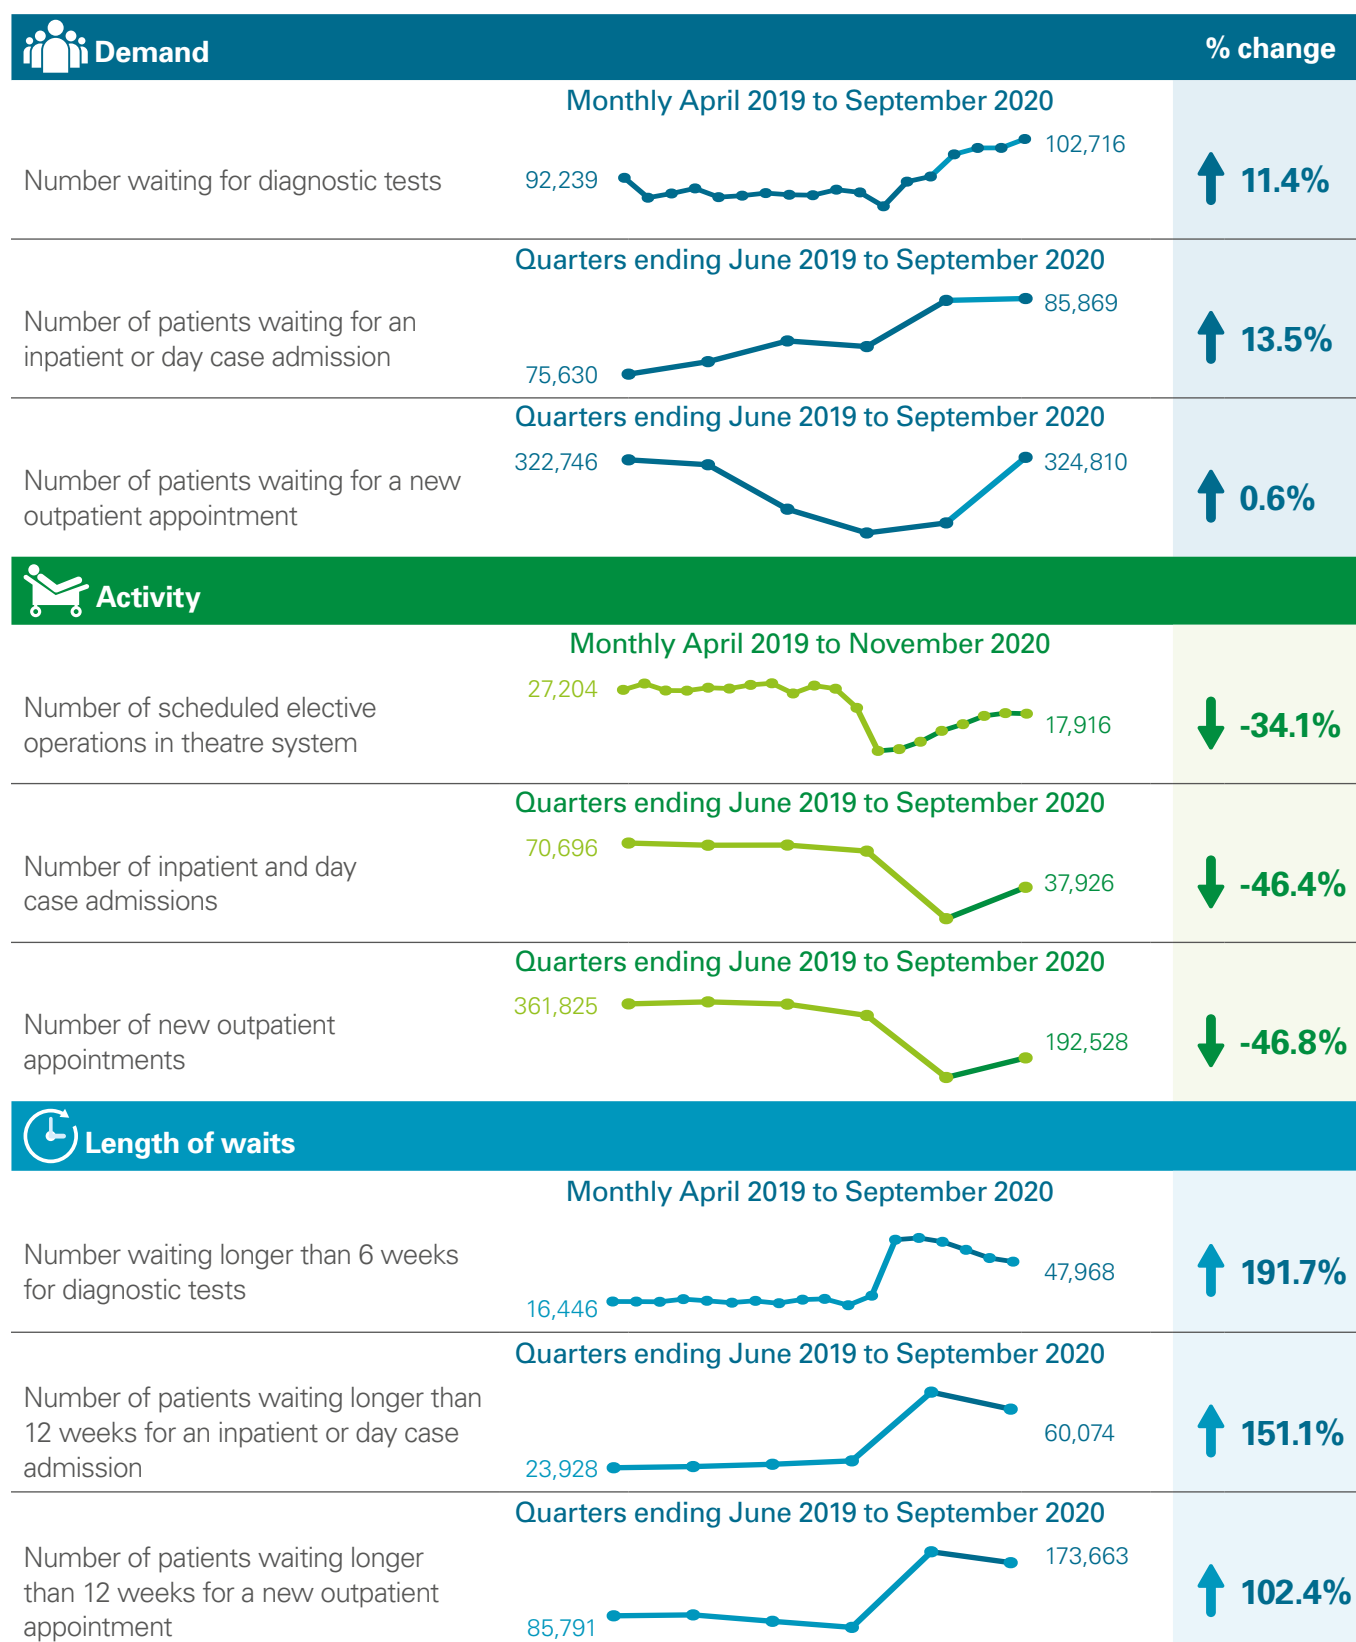 Demand
% change
Monthly April 2019 to September 2020
Number waiting for diagnostic tests
92,239
102,716
11.4%
Quarters ending June 2019 to September 2020
Number of patients waiting for an
inpatient or day case admission
75,630
85,869
13.5%
Quarters ending June 2019 to September 2020
Number of patients waiting for a new
outpatient appointment
322,746
324,810
0.6%
Activity
Monthly April 2019 to November 2020
Number of scheduled elective
operations in theatre system
27,204
17,916
-34.1%
Quarters ending June 2019 to September 2020
Number of inpatient and day
case admissions
70,696
37,926
-46.4%
Quarters ending June 2019 to September 2020
Number of new outpatient
appointments
361,825
192,528
-46.8%
Length of waits
Monthly April 2019 to September 2020
Number waiting longer than 6 weeks
for diagnostic tests
16,446
47,968
191.7%
Quarters ending June 2019 to September 2020
Number of patients waiting longer than
12 weeks for an inpatient or day case
admission
23,928
60,074
151.1%
Quarters ending June 2019 to September 2020
Number of patients waiting longer
than 12 weeks for a new outpatient
appointment
85,791
173,663
102.4%